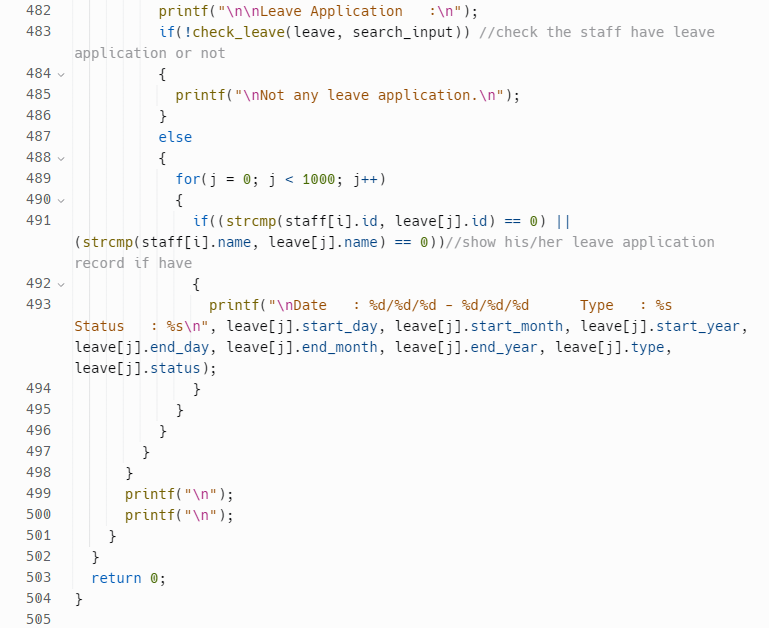 482 printf("\n\nLeave Application   :\n");
483 if(!check_leave(leave, search_input)) //check the staff have leave
application or not
484 {
485 printf("\nNot any leave application.\n");
486 }
487 else
488 {
489 for(j = 0; j < 1000; j++)
490 {
491 if((strcmp(staff[i].id, leave[j].id) == 0) ||
(strcmp(staff[i].name, leave[j].name) == 0))//show his/her leave application
record if have
492 {
493 printf("\nDate   : %d/%d/%d - %d/%d/%d      Type   : %s
Status   : %s\n", leave[j].start_day, leave[j].start_month, leave[j].start_year,
leave[j].end_day, leave[j].end_month, leave[j].end_year, leave[j].type,
leave[j].status);
494 }
495 }
496 }
497 }
498 }
499 printf("\n");
500 printf("\n");
501 }
502 }
503 return 0;
504 }
505